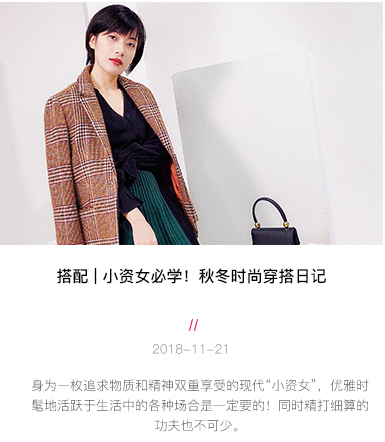 搭配 | 小资女必学！秋冬时尚穿搭日记
//
2018-11-21
身为一枚追求物质和精神双重享受的现代“小资女”，优雅时
髦地活跃于生活中的各种场合是一定要的！同时精打细算的
功夫也不可少。